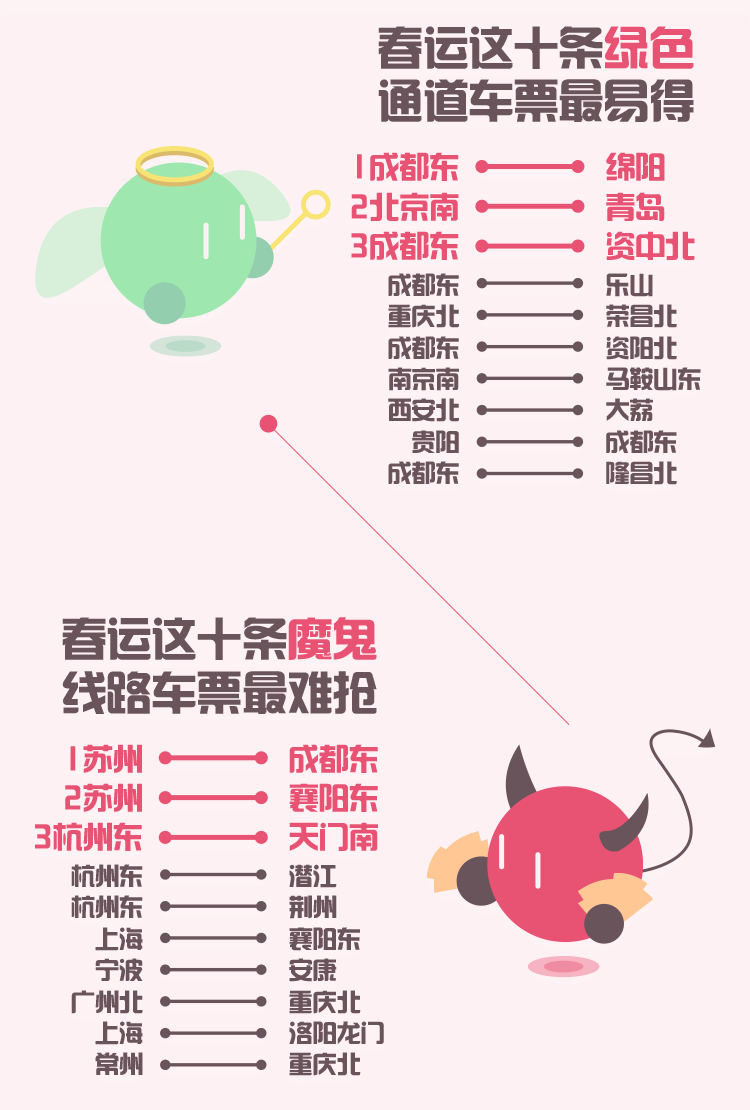 春运这十条绿色
通道车票最易得
1成都东 绵阳
2北京南 青岛
3成都东 资中北
成都东 乐山
重庆北 荣昌北
成都东 资阳北
南京南 马鞍山东
西安北 大荔
贵阳 成都东
成都东 隆昌北
春运这十条魔鬼
线路车票最难抢
1苏州 成都东
2苏州 襄阳东
3杭州东 天门南
杭州东 潜江
杭州东 荆州
上海 襄阳东
宁波 安康
广州北 重庆北
上海 洛阳龙门
常州 重庆北